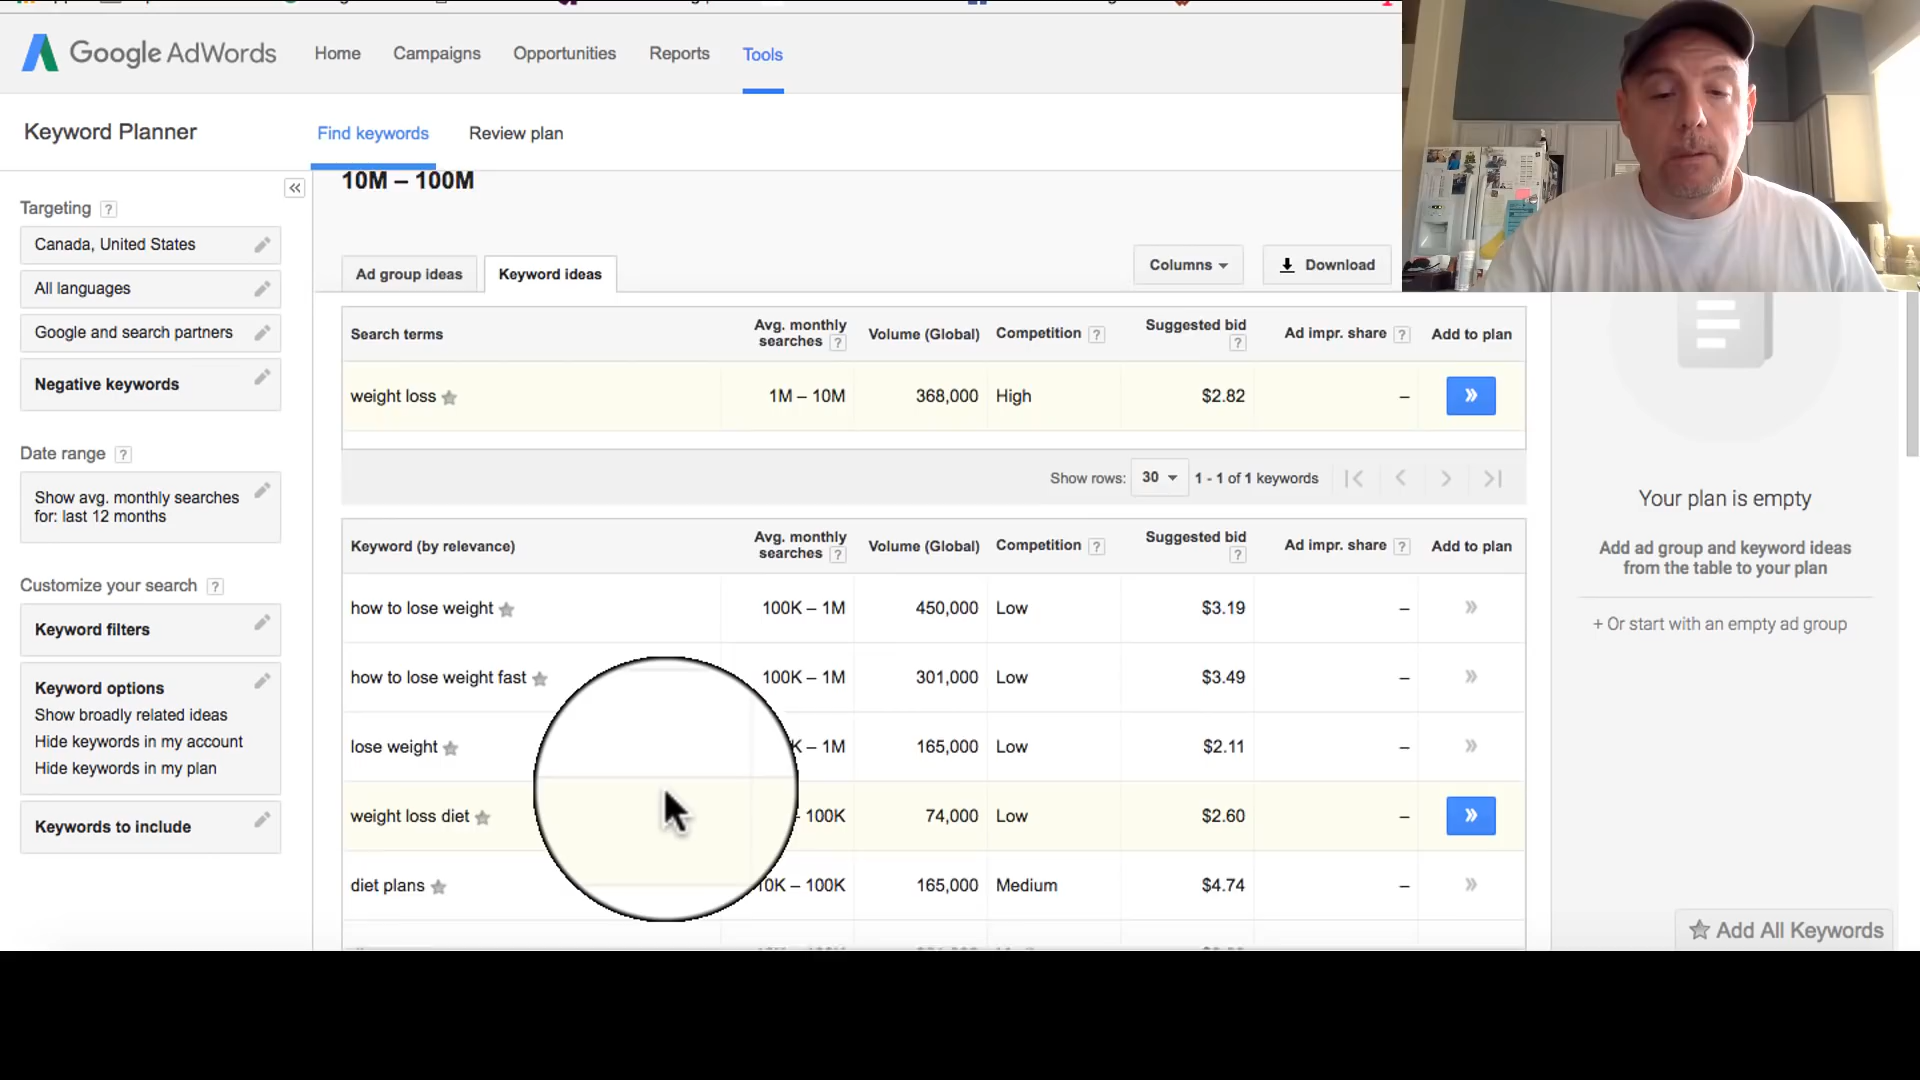 Google AdWords Home Campaigns Opportunities Reports Tools
Keyword Planner Find keywords Review plan
10M – 100M
Targeting ?
Canada, United States
All languages
Google and search partners
Negative keywords
Date range ?
Show avg. monthly searches
for: last 12 months
Customize your search ?
Keyword filters
Keyword options
Show broadly related ideas
Hide keywords in my account
Hide keywords in my plan
Keywords to include
Ad group ideas Keyword ideas Columns Download
Search terms Avg. monthly searches ? Volume (Global) Competition ? Suggested bid ? Ad impr. share ? Add to plan
weight loss 1M – 10M 368,000 High $2.82 – »
Show rows: 30 1 - 1 of 1 keywords
Keyword (by relevance) Avg. monthly searches ? Volume (Global) Competition ? Suggested bid ? Ad impr. share ? Add to plan
how to lose weight 100K – 1M 450,000 Low $3.19 – »
how to lose weight fast 100K – 1M 301,000 Low $3.49 – »
lose weight K – 1M 165,000 Low $2.11 – »
weight loss diet - 100K 74,000 Low $2.60 – »
diet plans 10K – 100K 165,000 Medium $4.74 – »
Your plan is empty
Add ad group and keyword ideas
from the table to your plan
+ Or start with an empty ad group
Add All Keywords